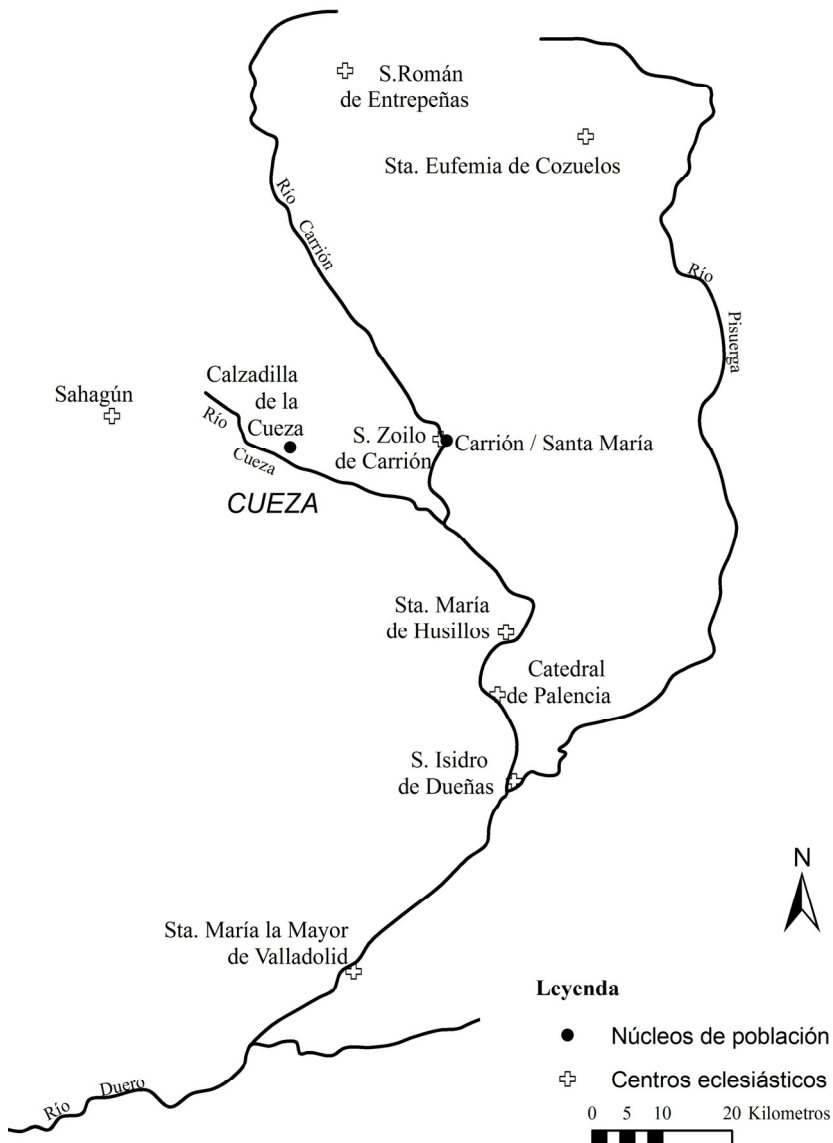 S.Román
de Entrepeñas
Sta. Eufemia de Cozuelos
Río
Carrión
Río
Pisuerga
Sahagún
Calzadilla
de la
Cueza
Río
Cueza
S. Zoilo
de Carrión
Carrión / Santa María
CUEZA
Sta. María
de Husillos
Catedral
de Palencia
S. Isidro
de Dueñas
N
Sta. María la Mayor
de Valladolid
Leyenda
Núcleos de población
Centros eclesiásticos
Río
Duero
0 5 10 20 Kilometros